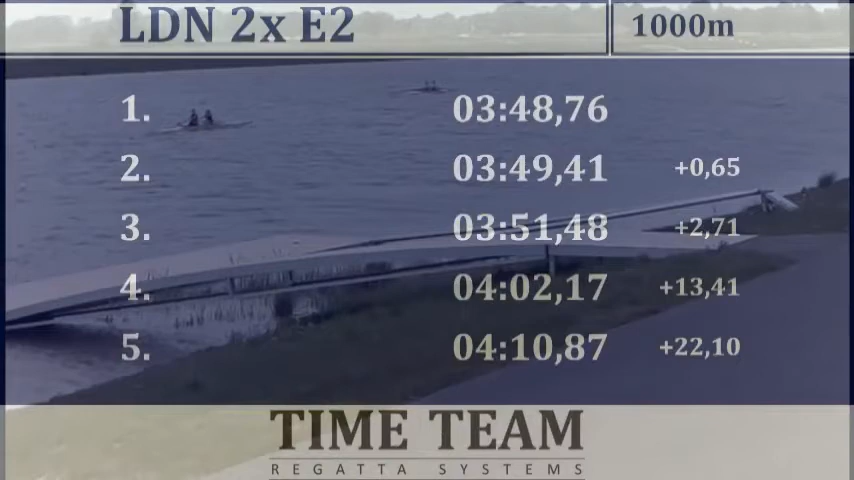 LDN 2x E2 1000m
1. 03:48,76
2. 03:49,41 +0,65
3. 03:51,48 +2,71
4. 04:02,17 +13,41
5. 04:10,87 +22,10
TIME TEAM
REGATTA SYSTEMS